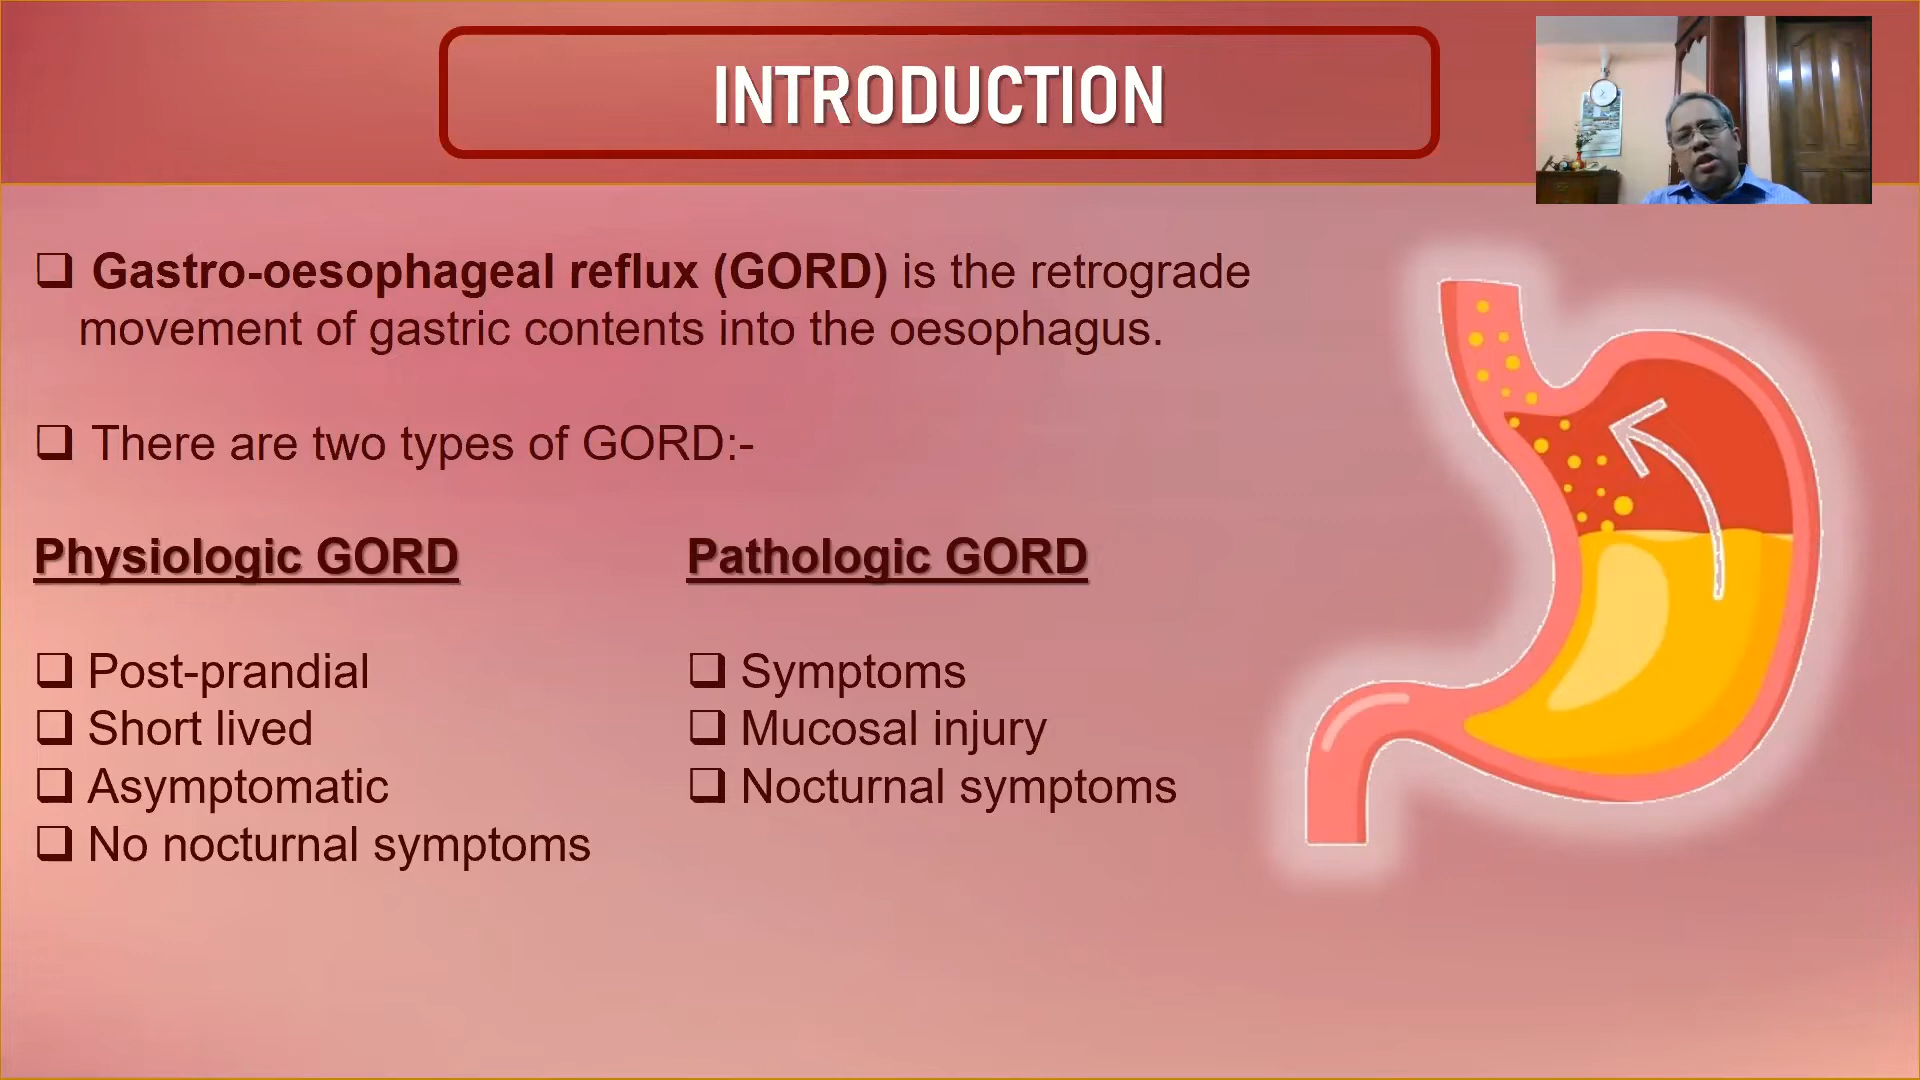 INTRODUCTION
Gastro-oesophageal reflux (GORD) is the retrograde
movement of gastric contents into the oesophagus.
There are two types of GORD:-
Physiologic GORD
Post-prandial
Short lived
Asymptomatic
No nocturnal symptoms
Pathologic GORD
Symptoms
Mucosal injury
Nocturnal symptoms